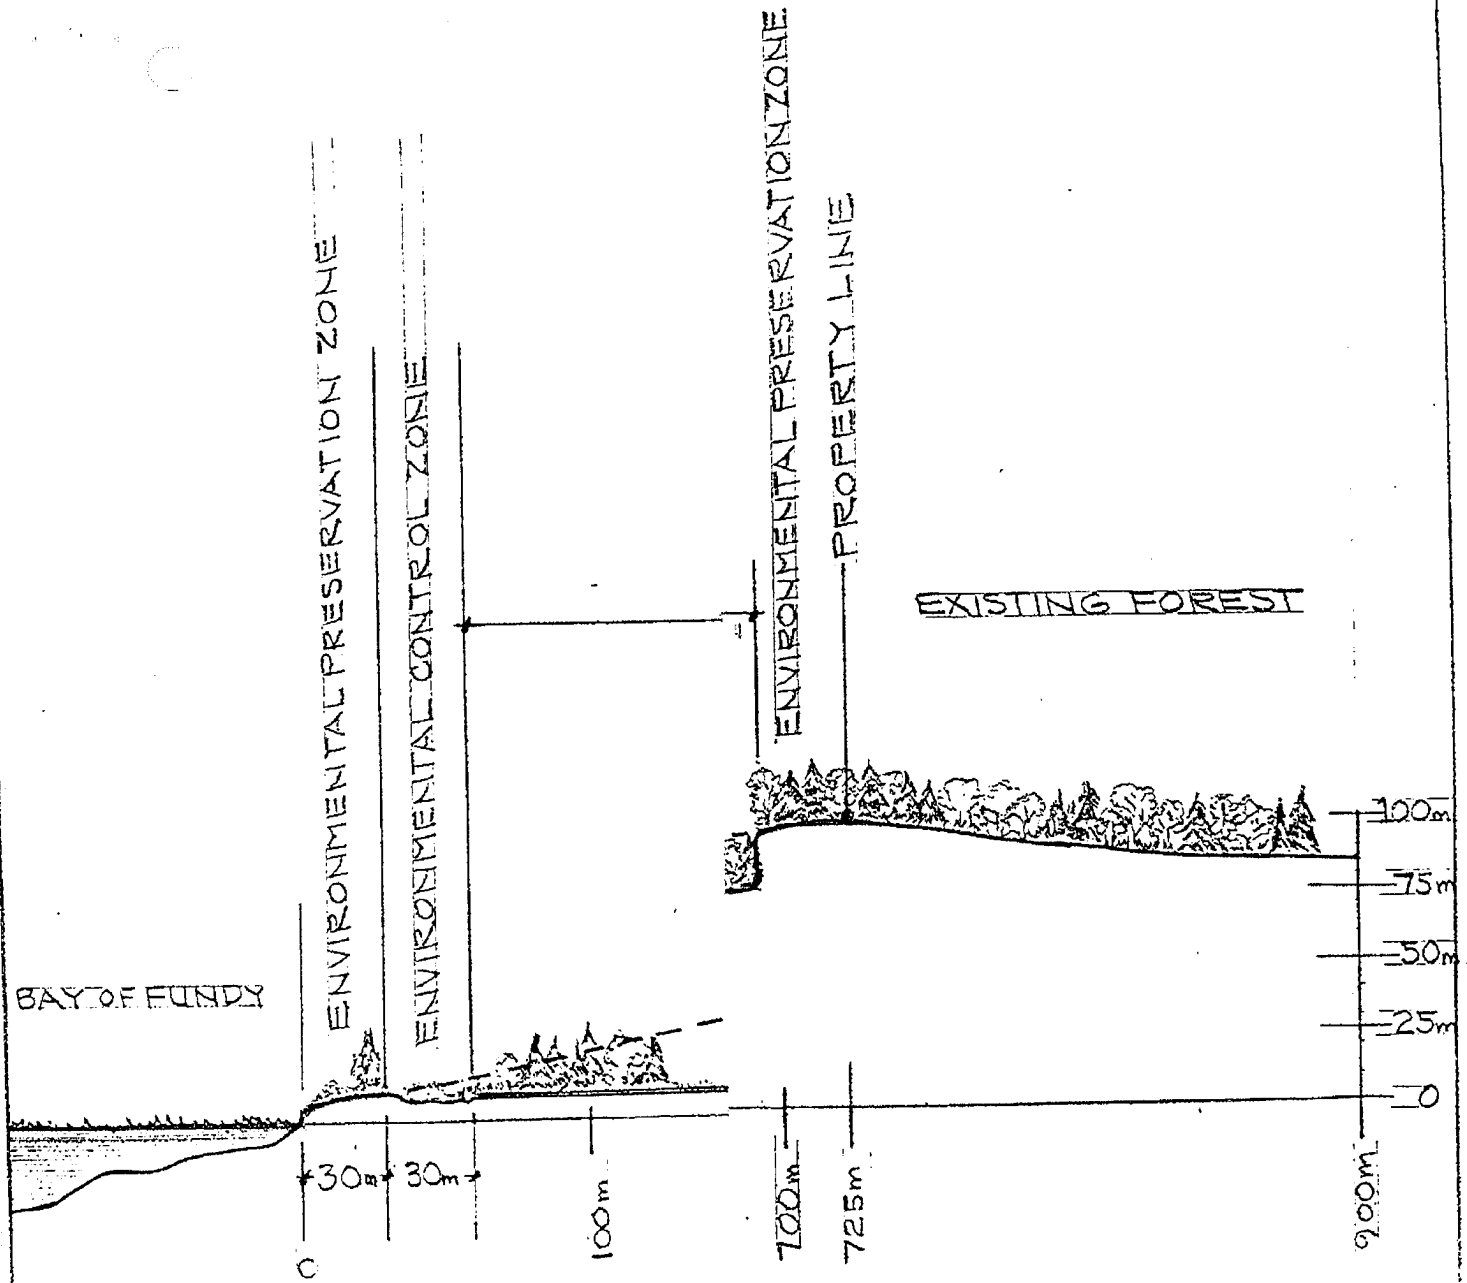 ENVIRONMENTAL PRESERVATION ZONE
ENVIRONMENTAL CONTROL ZONE
ENVIRONMENTAL PRESERVATION ZONE
PROPERTY LINE
EXISTING FOREST
BAY OF FUNDY
100m
75m
50m
25m
0
30m
30m
0
100m
700m
725m
900m